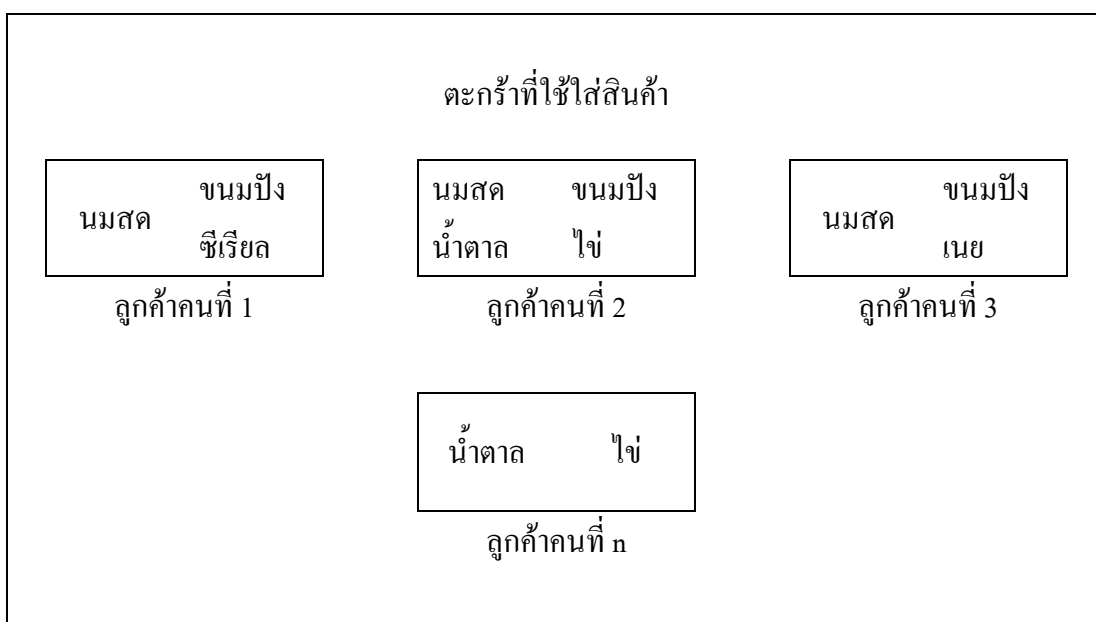 ตะกร้าที่ใช้ใส่สินค้า
นมสด ขนมปัง
ซีเรียล
ลูกค้าคนที่ 1
นมสด ขนมปัง
น้ำตาล ไข่
ลูกค้าคนที่ 2
นมสด ขนมปัง
เนย
ลูกค้าคนที่ 3
น้ำตาล ไข่
ลูกค้าคนที่ n